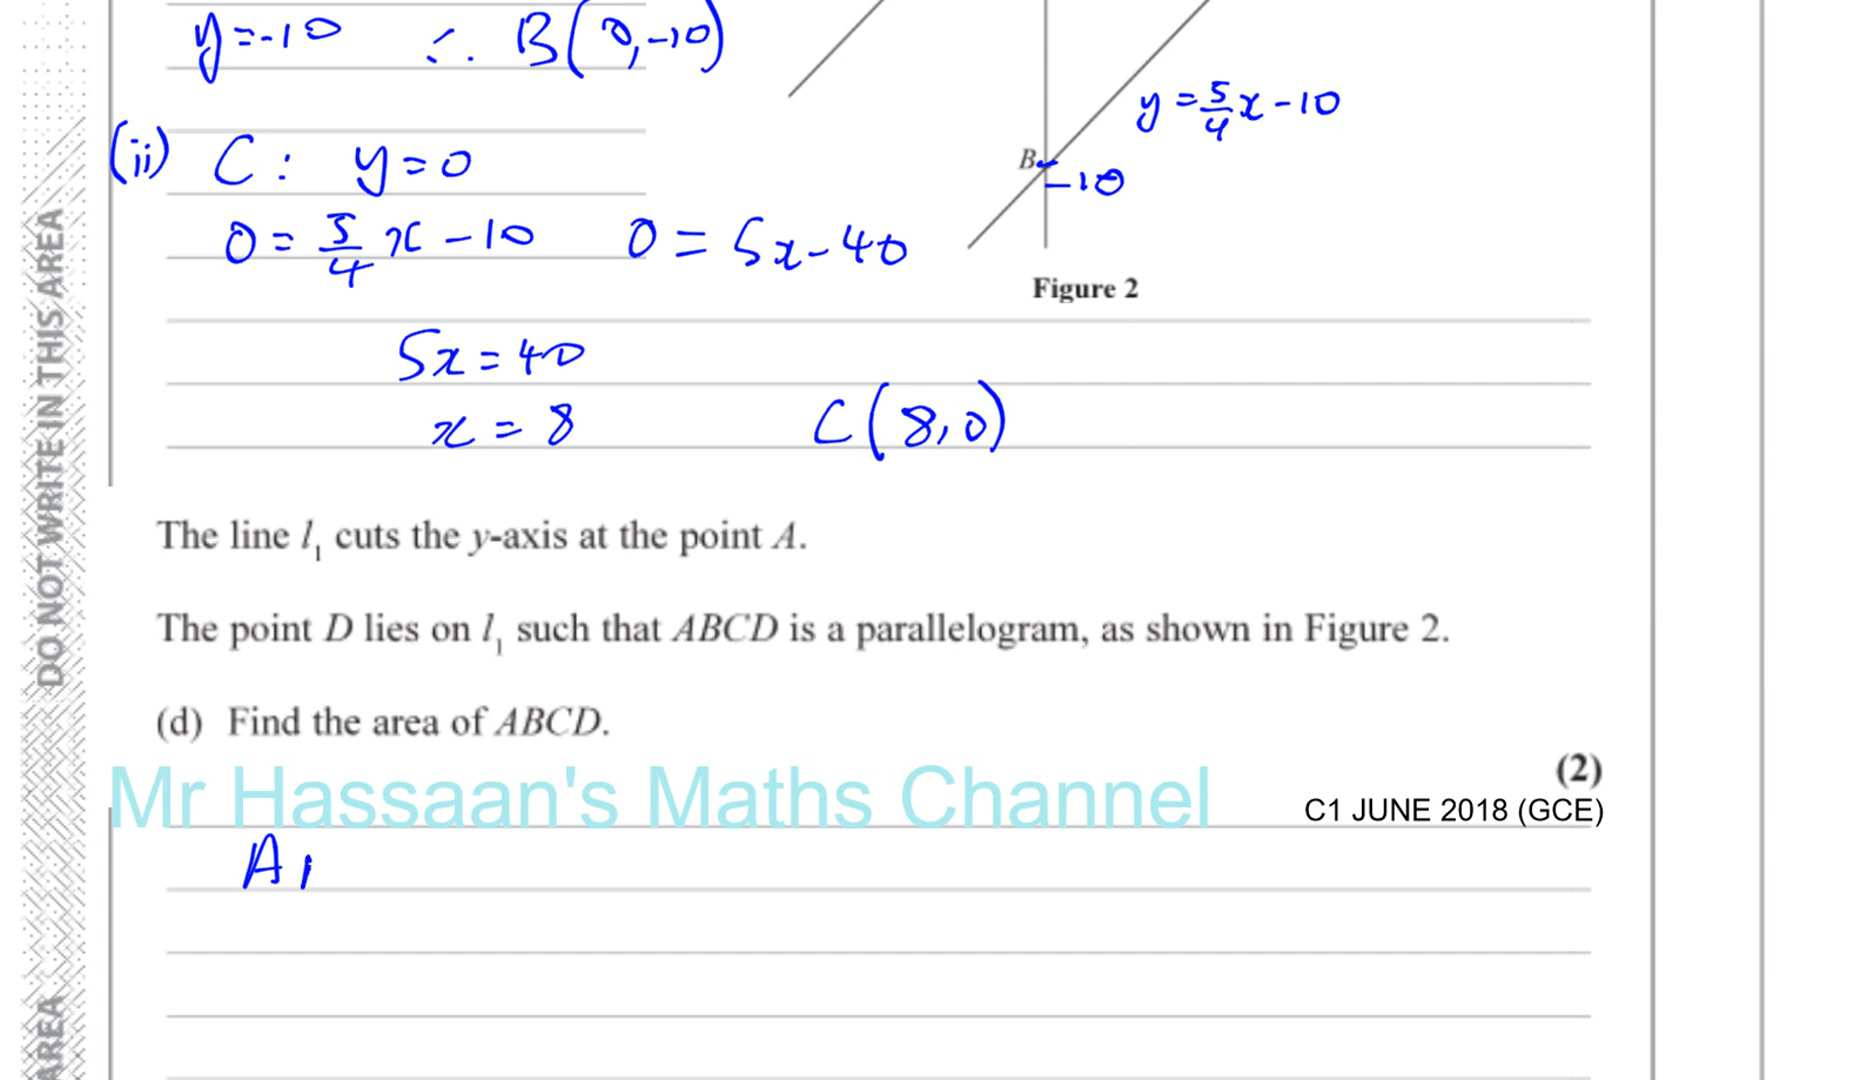 y = -10 ∴ B(0,-10)
y = 5/4 x - 10
B
-10
(ii) C: y = 0
0 = 5/4 x - 10 0 = 5x - 40
Figure 2
5x = 40
x = 8 C(8,0)
The line l₁ cuts the y-axis at the point A.
The point D lies on l₁ such that ABCD is a parallelogram, as shown in Figure 2.
(d) Find the area of ABCD.
(2)
Mr Hassaan's Maths Channel
C1 JUNE 2018 (GCE)
A
DO NOT WRITE IN THIS AREA
AREA